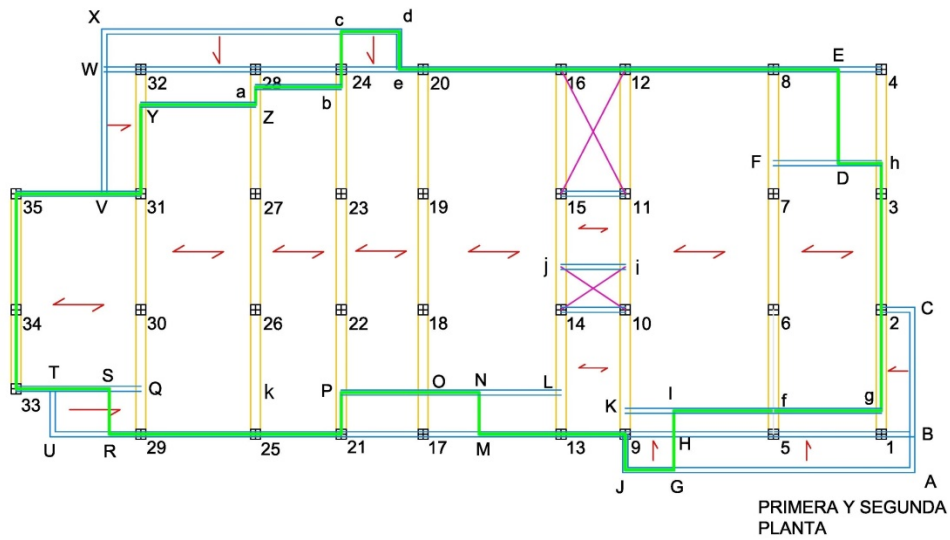 X c d
W 32 28 24 e 20 16 12 8 E 4
a b
Y Z
F D h
35 V 31 27 23 19 15 11 7 3
j i
34 30 26 22 18 14 10 6 2 C
T S Q k P O N L K I f g
33
U R 29 25 21 17 M 13 9 H 5 1 B
J G A
PRIMERA Y SEGUNDA
PLANTA